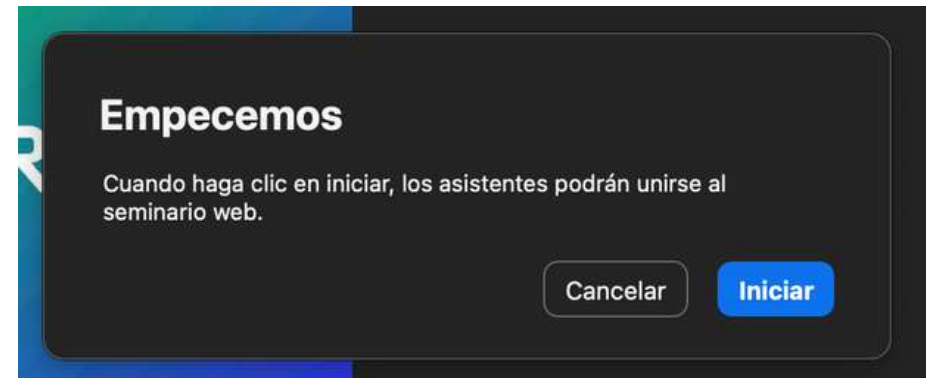 Empecemos
Cuando haga clic en iniciar, los asistentes podrán unirse al
seminario web.
Cancelar
Iniciar